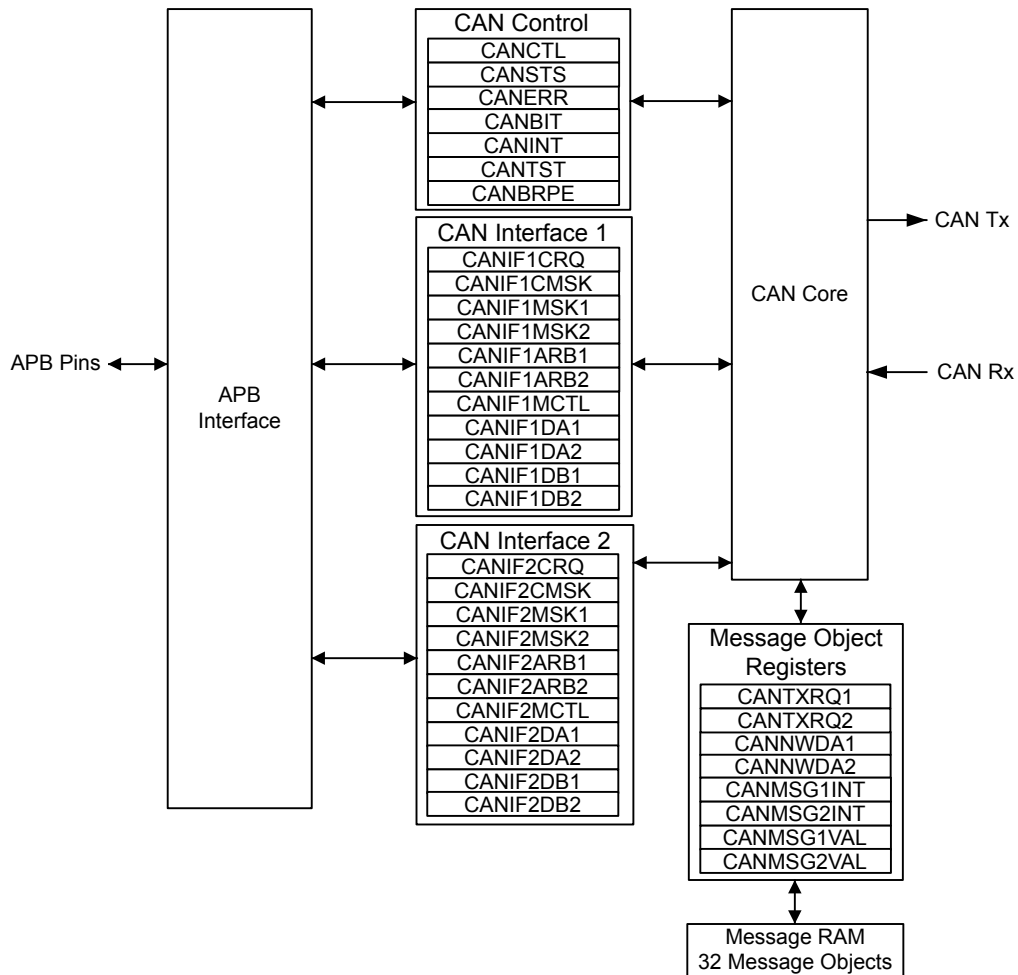 CAN Control
CANCTL
CANSTS
CANERR
CANBIT
CANINT
CANTST
CANBRPE
CAN Interface 1
CANIF1CRQ
CANIF1CMSK
CANIF1MSK1
CANIF1MSK2
CANIF1ARB1
CANIF1ARB2
CANIF1MCTL
CANIF1DA1
CANIF1DA2
CANIF1DB1
CANIF1DB2
CAN Interface 2
CANIF2CRQ
CANIF2CMSK
CANIF2MSK1
CANIF2MSK2
CANIF2ARB1
CANIF2ARB2
CANIF2MCTL
CANIF2DA1
CANIF2DA2
CANIF2DB1
CANIF2DB2
APB Pins
APB
Interface
CAN Core
CAN Tx
CAN Rx
Message Object
Registers
CANTXRQ1
CANTXRQ2
CANNWDA1
CANNWDA2
CANMSG1INT
CANMSG2INT
CANMSG1VAL
CANMSG2VAL
Message RAM
32 Message Objects